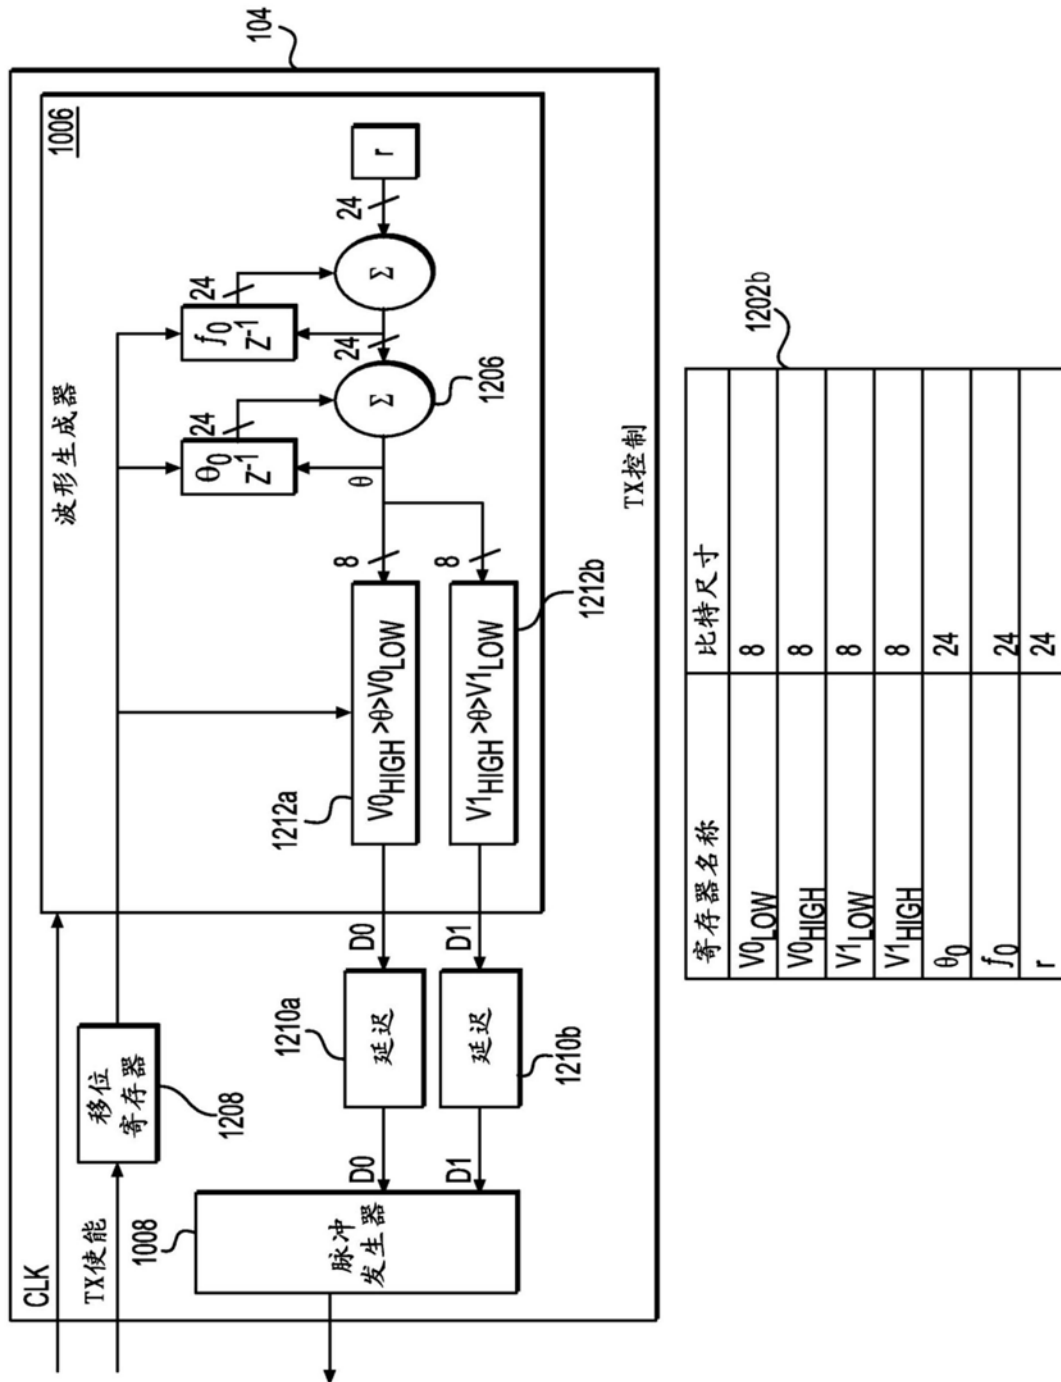 104
1006
波形生成器
CLK
TX使能
移位
寄存器
1208
θ0
Z-1
24
f0
Z-1
24
θ
Σ
1206
24
Σ
24
r
1212a
V0HIGH >θ>V0LOW
8
V1HIGH >θ>V1LOW
8
1212b
D0
D1
1210a
延迟
延迟
1210b
D0
D1
1008
脉冲
发生器
TX控制
1202b
寄存器名称 比特尺寸
V0LOW 8
V0HIGH 8
V1LOW 8
V1HIGH 8
θ0 24
f0 24
r 24